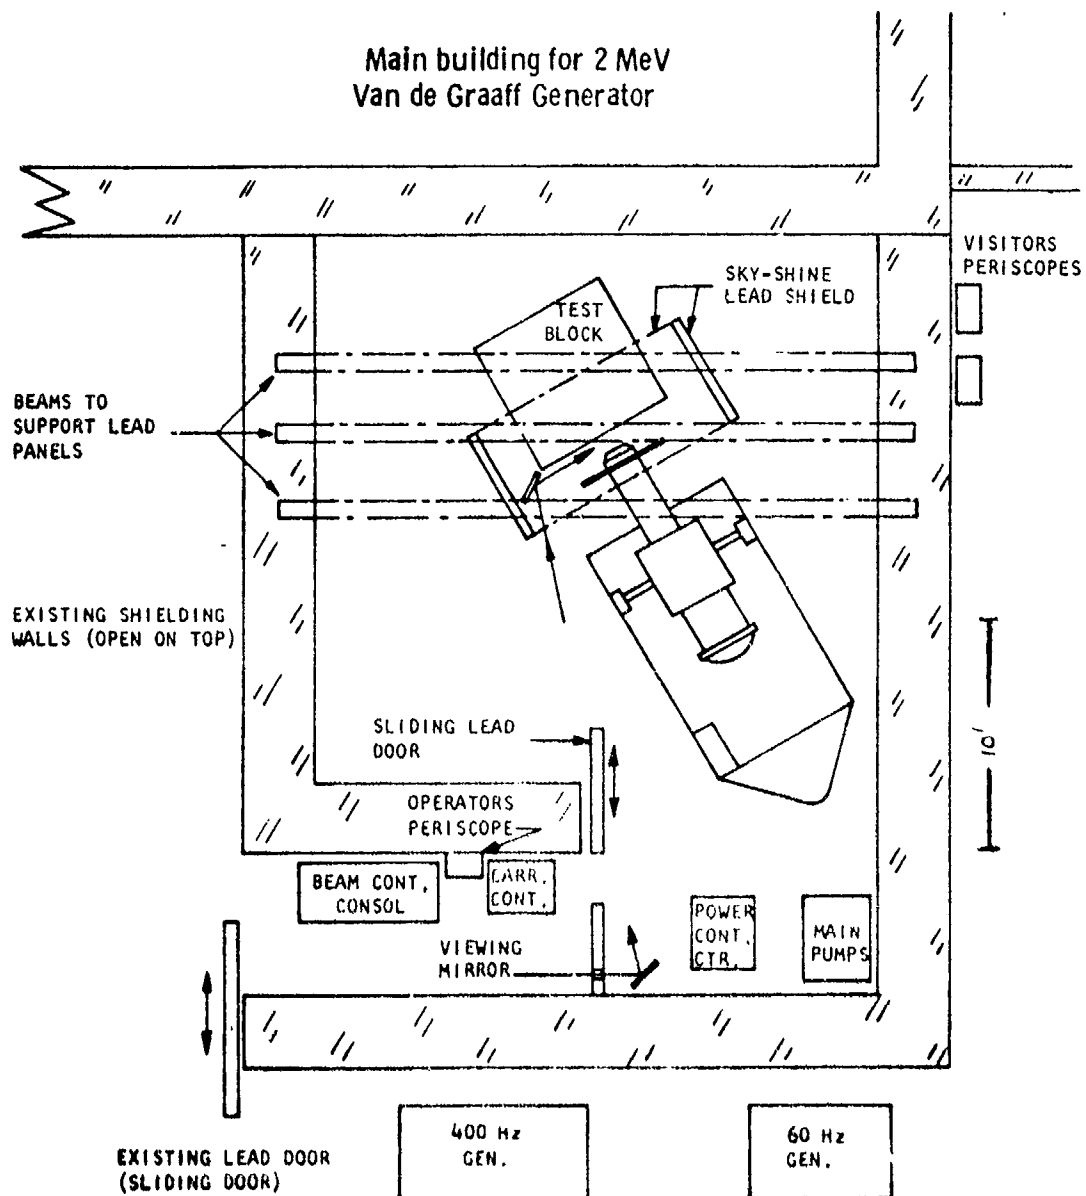 Main building for 2 MeV
Van de Graaff Generator
VISITORS
PERISCOPES
SKY-SHINE
LEAD SHIELD
TEST
BLOCK
BEAMS TO
SUPPORT LEAD
PANELS
EXISTING SHIELDING
WALLS (OPEN ON TOP)
SLIDING LEAD
DOOR
10'
OPERATORS
PERISCOPE
BEAM CONT.
CONSOL
CARR.
CONT.
POWER
CONT.
CTR.
MAIN
PUMPS
VIEWING
MIRROR
400 Hz
GEN.
60 Hz
GEN.
EXISTING LEAD DOOR
(SLIDING DOOR)